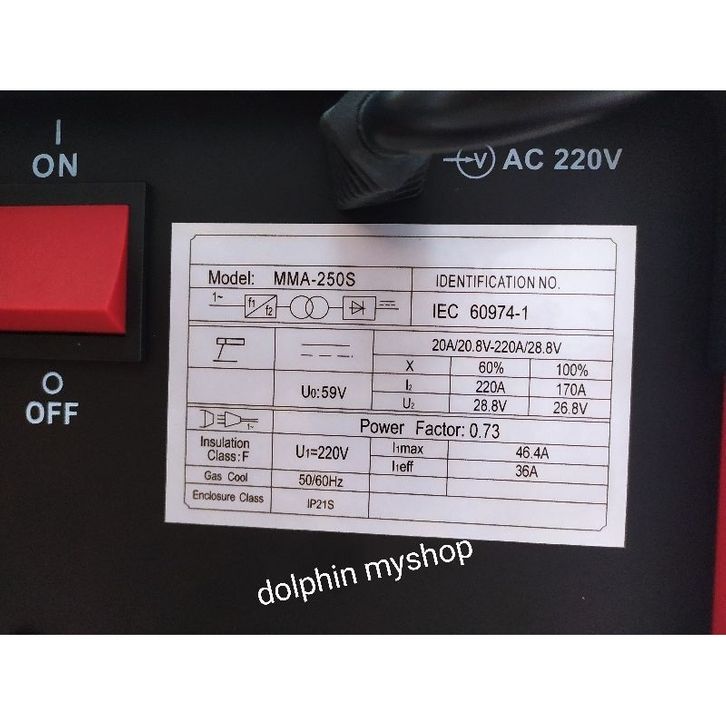 ON
AC 220V
Model: MMA-250S
IDENTIFICATION NO.
1~ f1 f2
IEC 60974-1
20A/20.8V-220A/28.8V
X 60% 100%
U0:59V
I2 220A 170A
U2 28.8V 26.8V
OFF
1~
Power Factor: 0.73
Insulation Class: F
U1=220V
I1max 46.4A
I1eff 36A
Gas Cool 50/60Hz
Enclosure Class IP21S
dolphin myshop